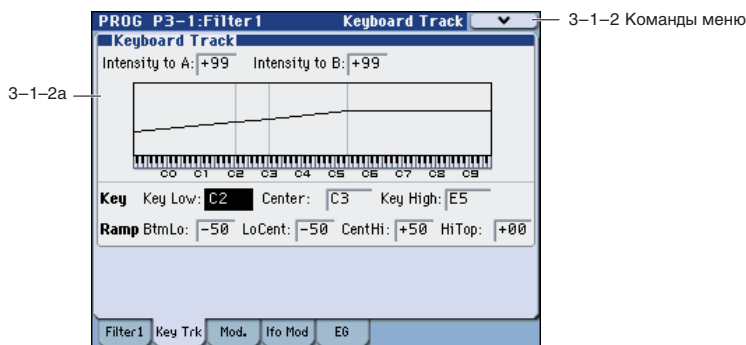 PROG P3-1:Filter1 Keyboard Track
3–1–2 Команды меню
Keyboard Track
Intensity to A: +99 Intensity to B: +99
3–1–2a
C0 C1 C2 C3 C4 C5 C6 C7 C8 C9
Key Key Low: C2 Center: C3 Key High: E5
Ramp BtmLo: -50 LoCent: -50 CentHi: +50 HiTop: +00
Filter1 Key Trk Mod. lfo Mod EG